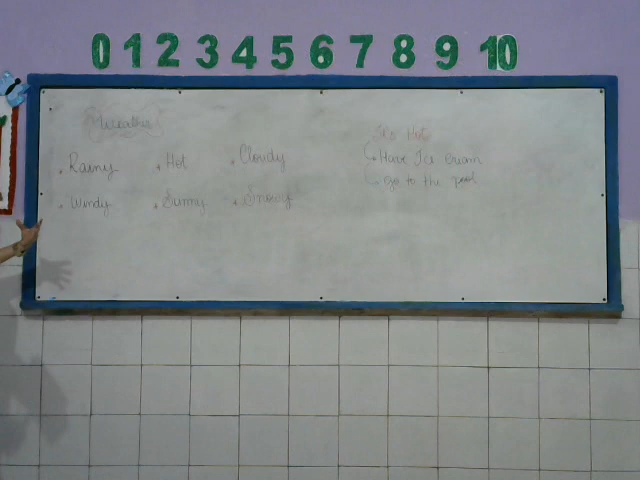 0 1 2 3 4 5 6 7 8 9 10
Weather
Rainy Hot Cloudy
Windy Sunny Snowy
It's Hot
Have Ice cream
go to the pool